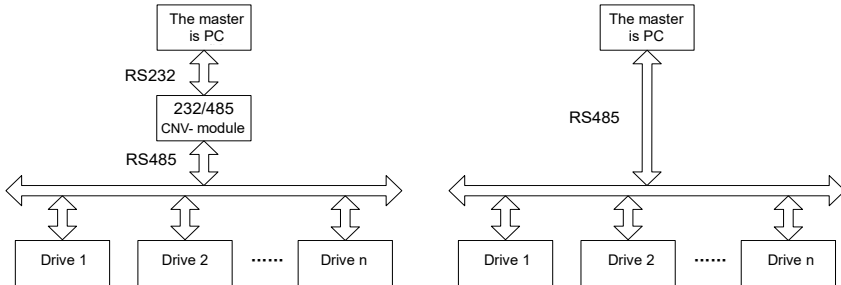 The master
is PC
RS232
232/485
CNV- module
RS485
Drive 1
Drive 2
······
Drive n
The master
is PC
RS485
Drive 1
Drive 2
······
Drive n